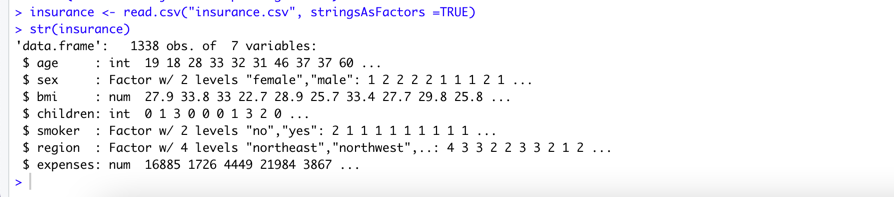 > insurance <- read.csv("insurance.csv", stringsAsFactors =TRUE)
> str(insurance)
'data.frame':   1338 obs. of  7 variables:
 $ age     : int  19 18 28 33 32 31 46 37 37 60 ...
 $ sex     : Factor w/ 2 levels "female","male": 1 2 2 2 2 1 1 1 2 1 ...
 $ bmi     : num  27.9 33.8 33 22.7 28.9 25.7 33.4 27.7 29.8 25.8 ...
 $ children: int  0 1 3 0 0 0 1 3 2 0 ...
 $ smoker  : Factor w/ 2 levels "no","yes": 2 1 1 1 1 1 1 1 1 1 ...
 $ region  : Factor w/ 4 levels "northeast","northwest",..: 4 3 3 2 2 3 3 2 1 2 ...
 $ expenses: num  16885 1726 4449 21984 3867 ...
>